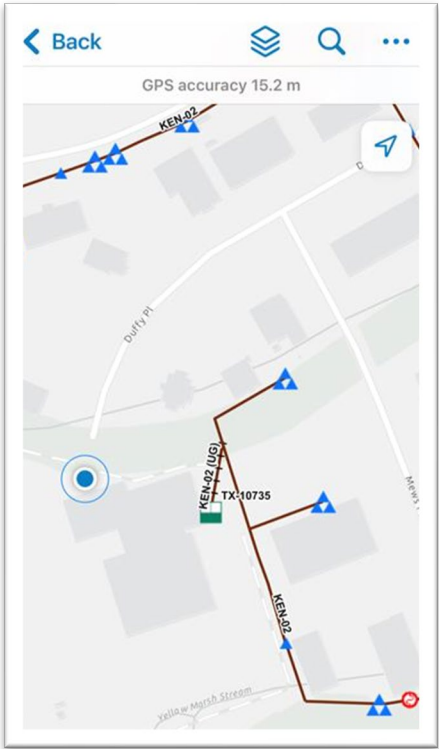 Back
GPS accuracy 15.2 m
KEN-02
D
Duffy Pl
KEN-02 (UG)
TX-10735
Mews
KEN-02
Yellow Marsh Stream